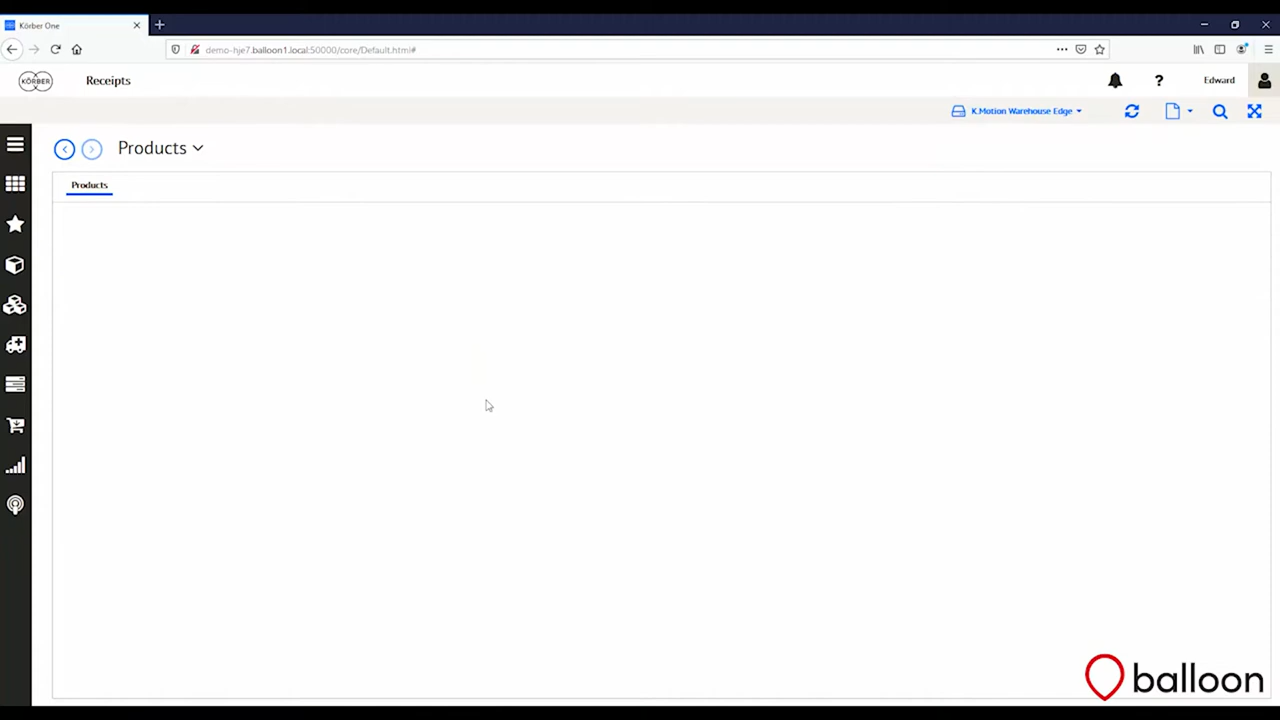 Körber One
demo-hje7.balloon1.local:50000/core/Default.html#
KÖRBER
Receipts
?
Edward
K.Motion Warehouse Edge
Products
Products
balloon